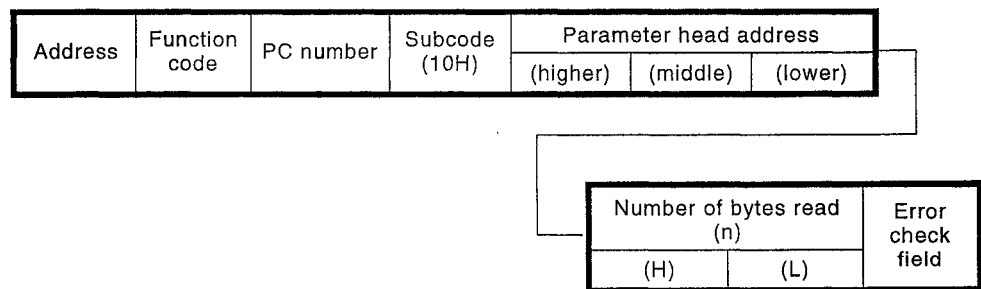 Address
Function
code
PC number
Subcode
(10H)
Parameter head address
(higher)
(middle)
(lower)
Number of bytes read
(n)
(H)
(L)
Error
check
field